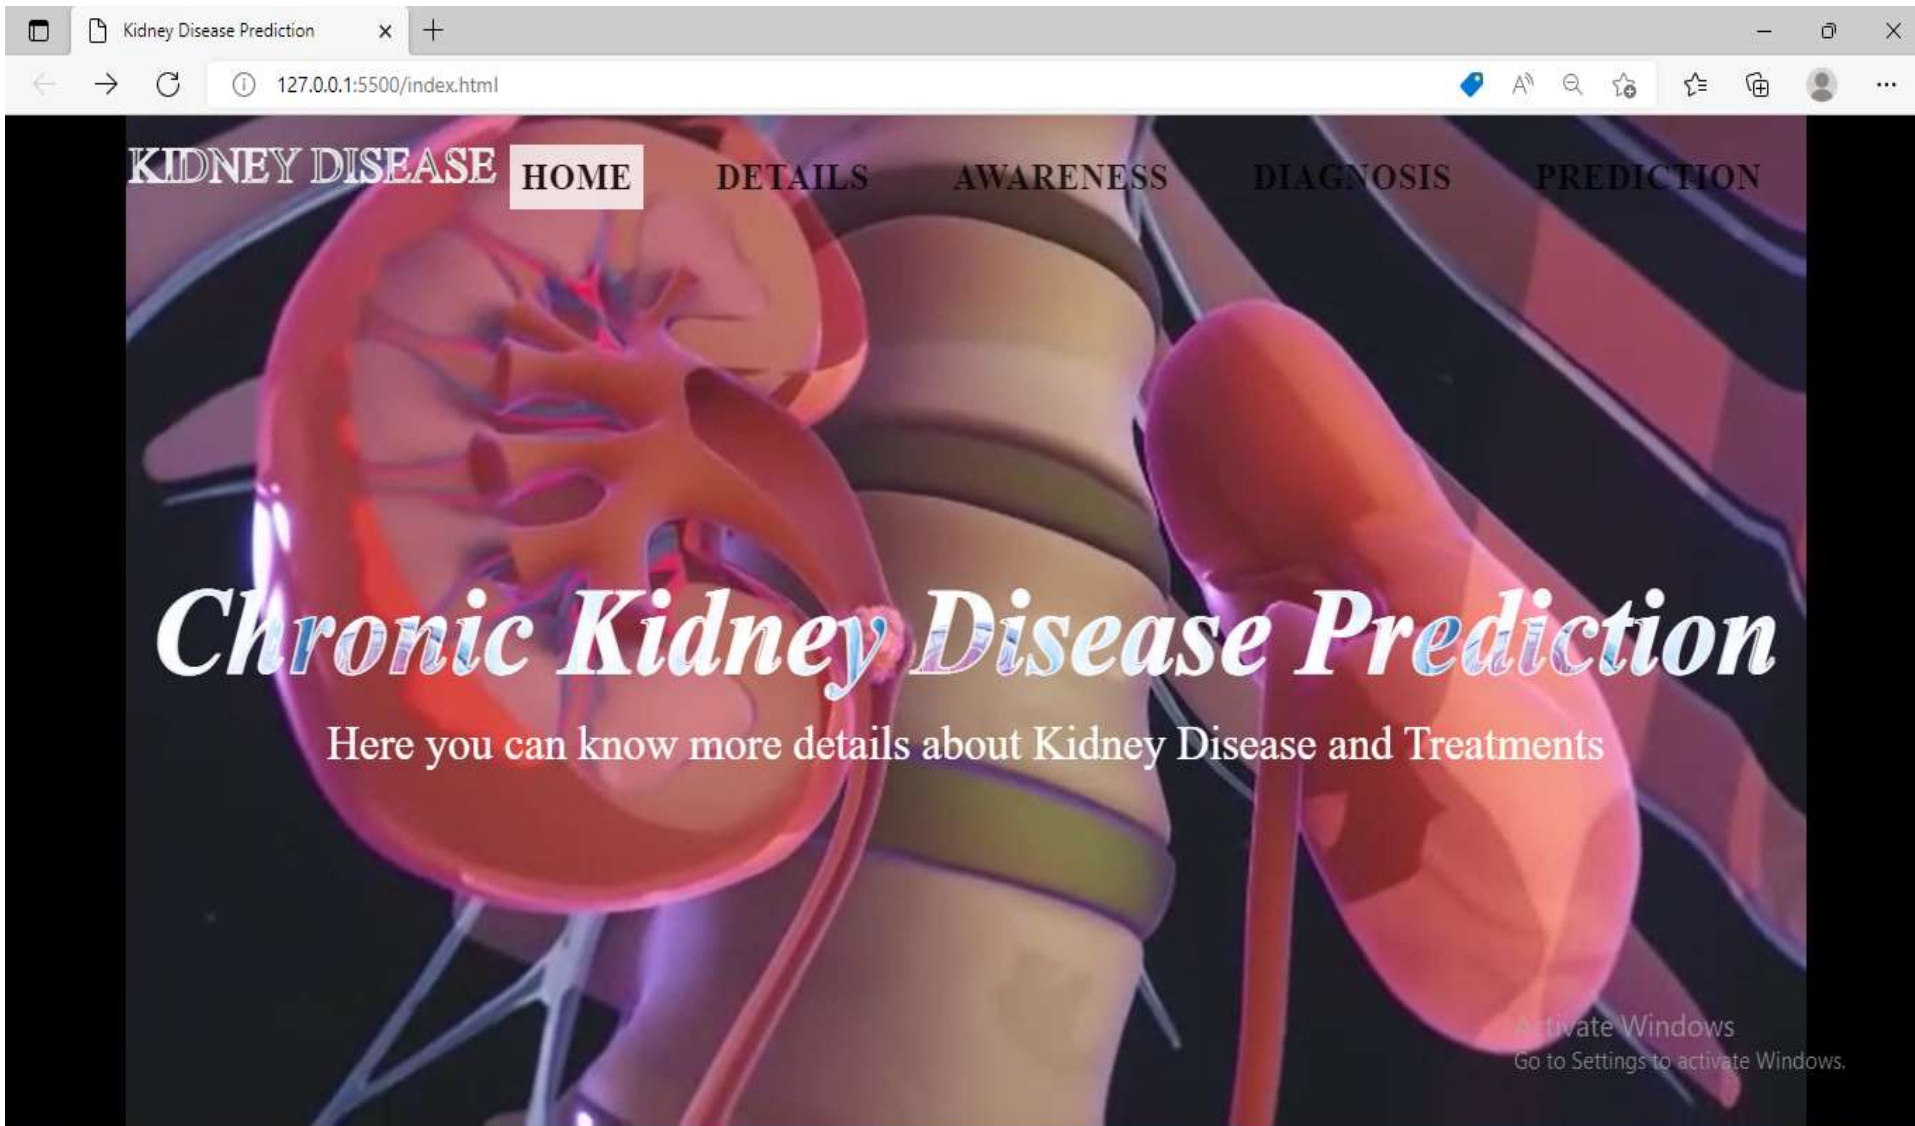 Kidney Disease Prediction
127.0.0.1:5500/index.html
KIDNEY DISEASE HOME DETAILS AWARENESS DIAGNOSIS PREDICTION
Chronic Kidney Disease Prediction
Here you can know more details about Kidney Disease and Treatments
Activate Windows
Go to Settings to activate Windows.